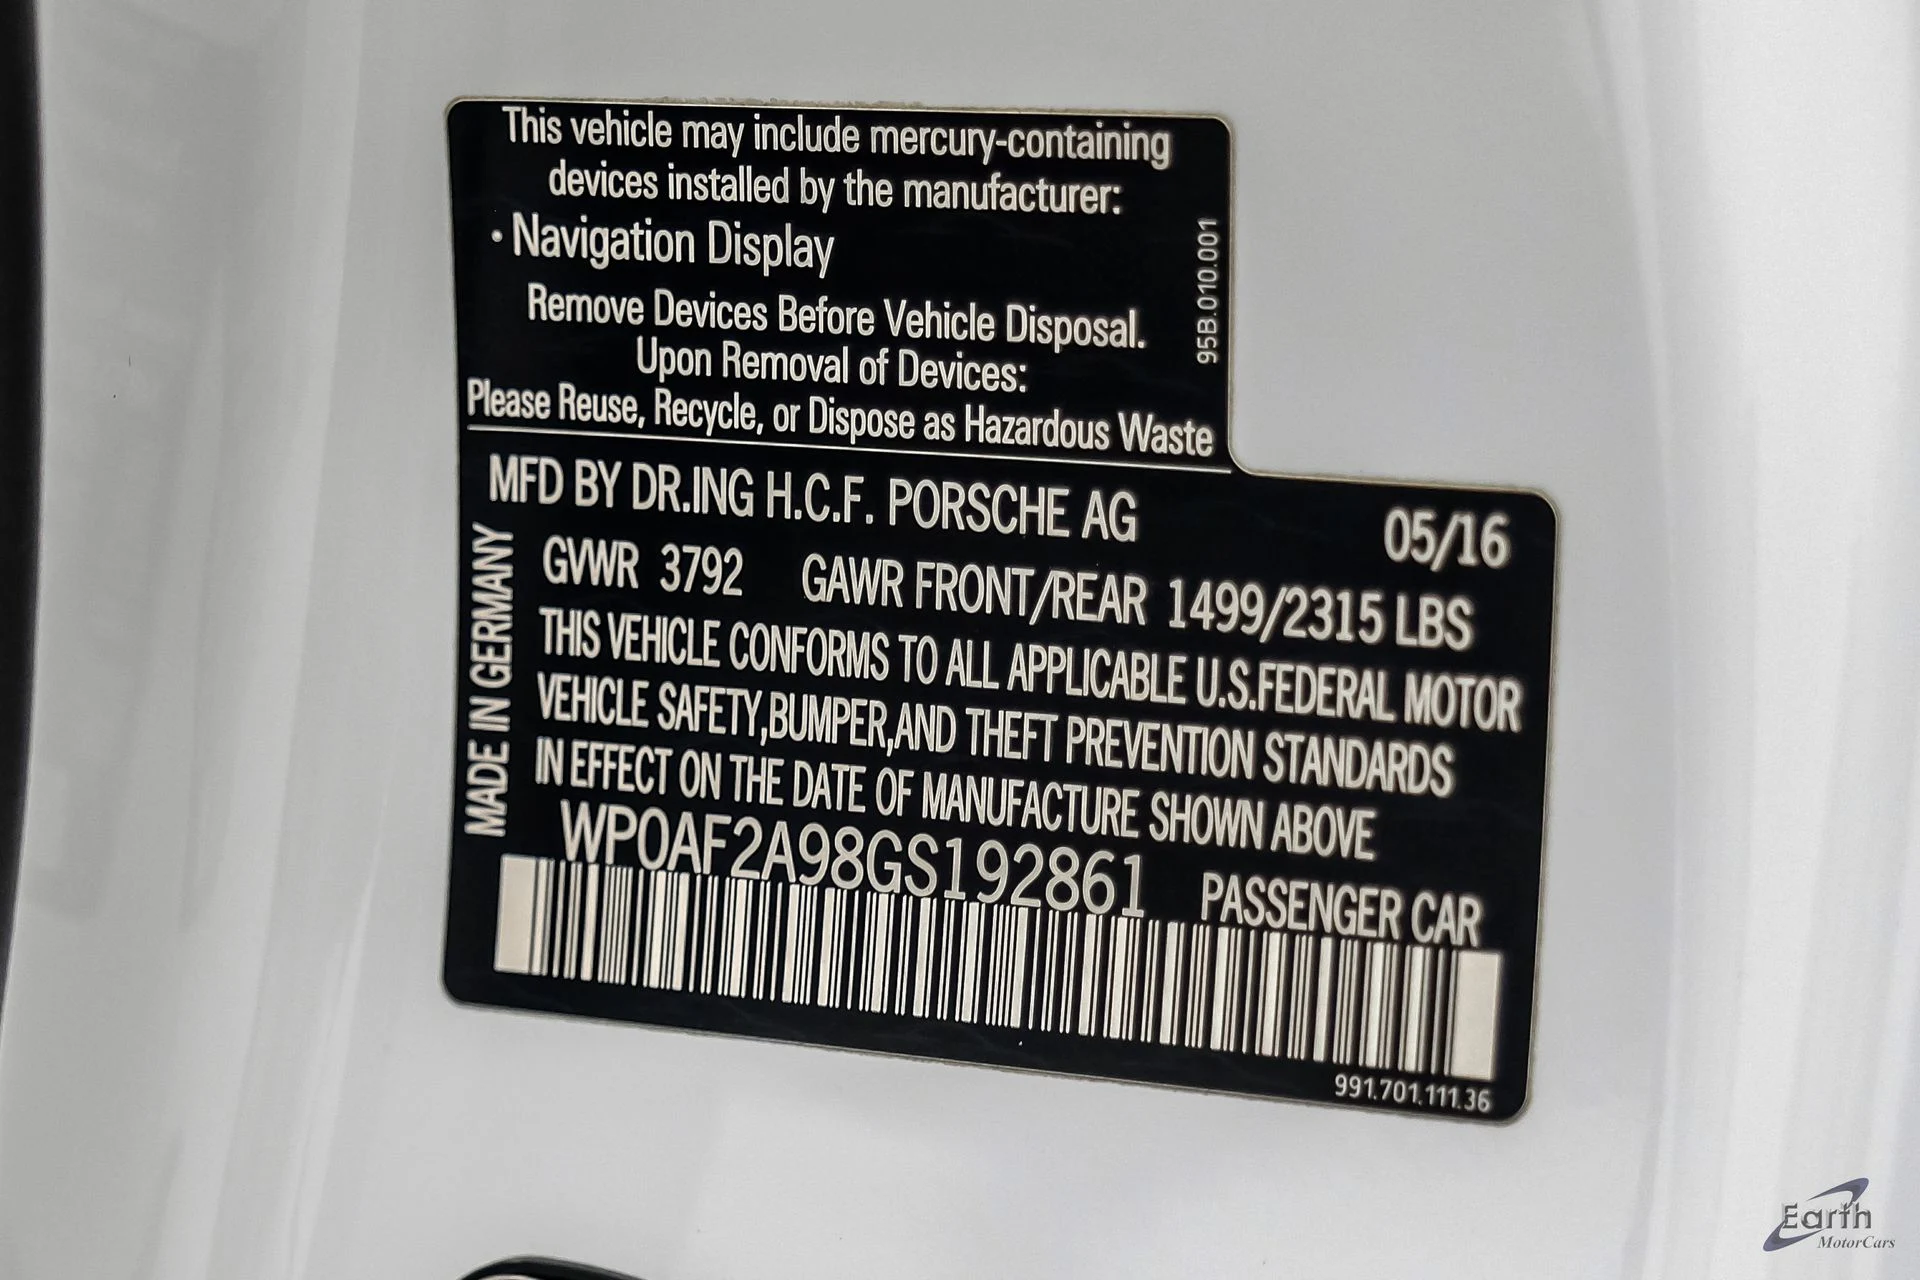 This vehicle may include mercury-containing
devices installed by the manufacturer:
· Navigation Display
Remove Devices Before Vehicle Disposal.
Upon Removal of Devices:
Please Reuse, Recycle, or Dispose as Hazardous Waste
95B.010.001
MFD BY DR.ING H.C.F. PORSCHE AG 05/16
GVWR 3792 GAWR FRONT/REAR 1499/2315 LBS
THIS VEHICLE CONFORMS TO ALL APPLICABLE U.S.FEDERAL MOTOR
VEHICLE SAFETY,BUMPER,AND THEFT PREVENTION STANDARDS
IN EFFECT ON THE DATE OF MANUFACTURE SHOWN ABOVE
MADE IN GERMANY
WP0AF2A98GS192861 PASSENGER CAR
991.701.111.36
Earth
MotorCars